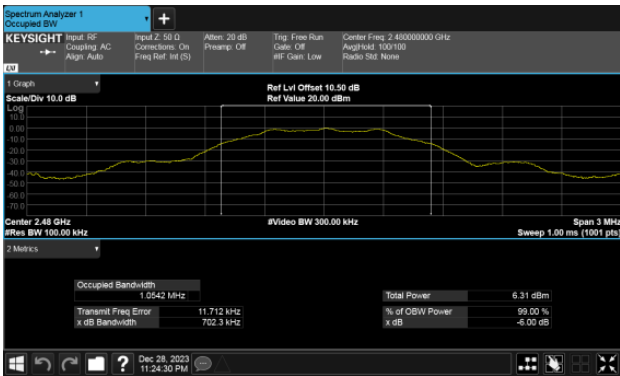 Spectrum Analyzer 1
Occupied BW
KEYSIGHT
Input: RF
Coupling: AC
Align: Auto
Input Z: 50 Ω
Corrections: On
Freq Ref: Int (S)
Atten: 20 dB
Preamp: Off
Trig: Free Run
Gate: Off
#IF Gain: Low
Center Freq: 2.480000000 GHz
Avg|Hold: 100/100
Radio Std: None
LXI
1 Graph
Scale/Div 10.0 dB
Ref Lvl Offset 10.50 dB
Ref Value 20.00 dBm
Log
10.0
0.00
-10.0
-20.0
-30.0
-40.0
-50.0
-60.0
-70.0
Center 2.48 GHz
#Video BW 300.00 kHz
Span 3 MHz
#Res BW 100.00 kHz
Sweep 1.00 ms (1001 pts)
2 Metrics
Occupied Bandwidth
1.0542 MHz
Total Power 6.31 dBm
Transmit Freq Error 11.712 kHz
% of OBW Power 99.00 %
x dB Bandwidth 702.3 kHz
x dB -6.00 dB
?
Dec 28, 2023
11:24:30 PM